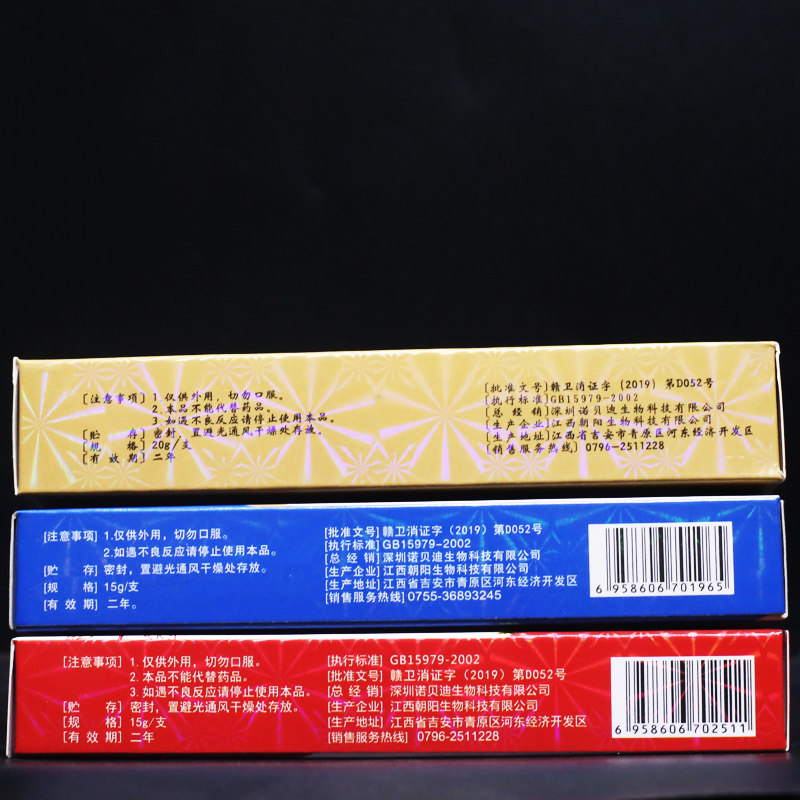 [注意事项] 1.仅供外用，切勿口服。
2.本品不能代替药品。
3.如遇不良反应请停止使用本品。
[贮 存] 密封，置避光通风干燥处存放。
[规 格] 20g/支
[有 效 期] 二年
[批准文号] 赣卫消证字（2019）第D052号
[执行标准] GB15979-2002
[总 经 销] 深圳诺贝迪生物科技有限公司
[生产企业] 江西朝阳生物科技有限公司
[生产地址] 江西省吉安市青原区河东经济开发区
[销售服务热线] 0796-2511228
[注意事项] 1.仅供外用，切勿口服。
2.如遇不良反应请停止使用本品。
[贮 存] 密封，置避光通风干燥处存放。
[规 格] 15g/支
[有 效 期] 二年。
[批准文号] 赣卫消证字（2019）第D052号
[执行标准] GB15979-2002
[总 经 销] 深圳诺贝迪生物科技有限公司
[生产企业] 江西朝阳生物科技有限公司
[生产地址] 江西省吉安市青原区河东经济开发区
[销售服务热线] 0755-36893245
6 958606 701965
[注意事项] 1.仅供外用，切勿口服。
2.本品不能代替药品。
3.如遇不良反应请停止使用本品。
[贮 存] 密封，置避光通风干燥处存放。
[规 格] 15g/支
[有 效 期] 二年
[执行标准] GB15979-2002
[批准文号] 赣卫消证字（2019）第D052号
[总 经 销] 深圳诺贝迪生物科技有限公司
[生产企业] 江西朝阳生物科技有限公司
[生产地址] 江西省吉安市青原区河东经济开发区
[销售服务热线] 0796-2511228
6 958606 702511